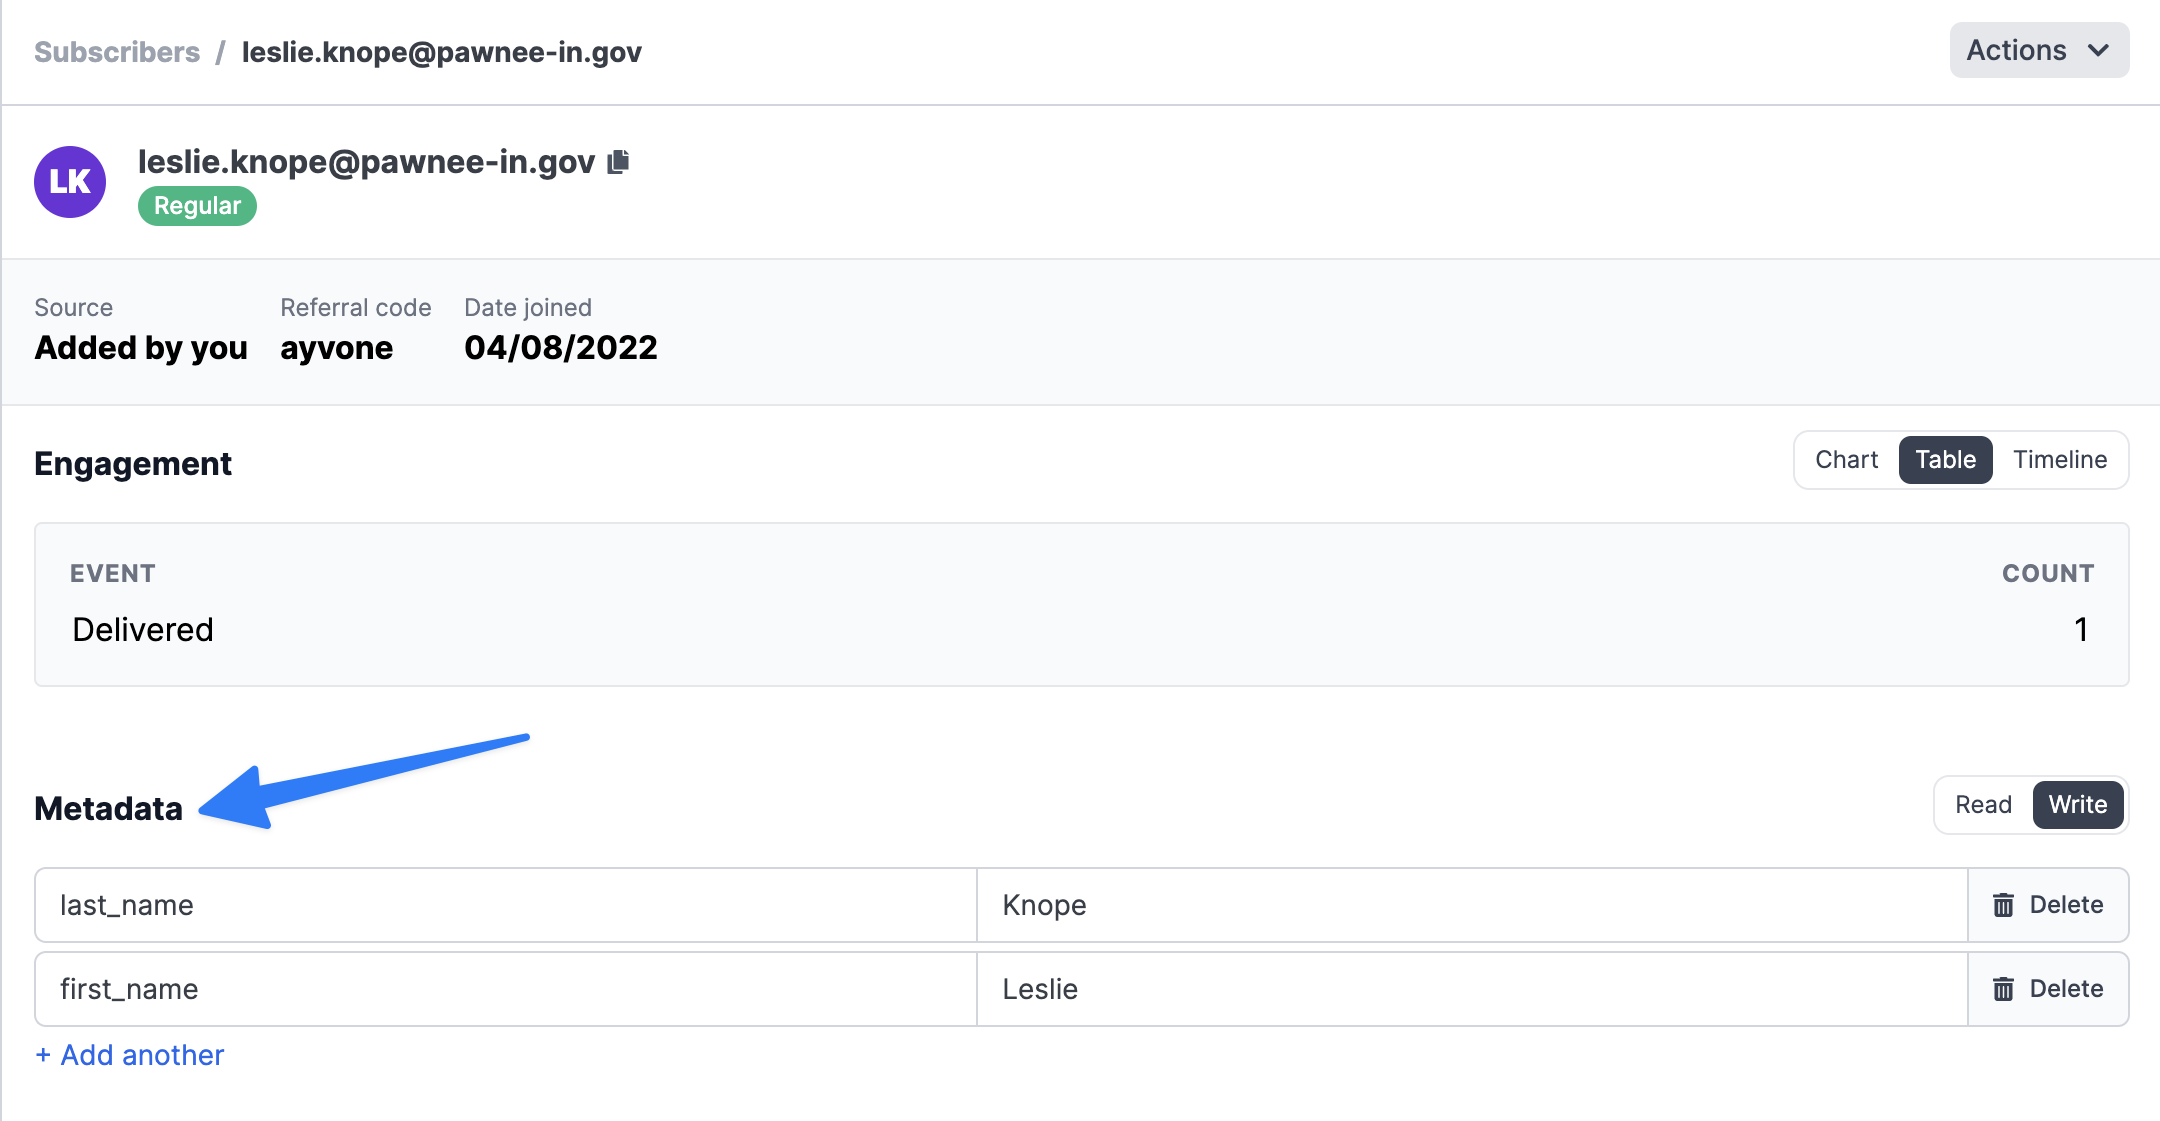 Subscribers / leslie.knope@pawnee-in.gov Actions
LK
leslie.knope@pawnee-in.gov
Regular
Source Referral code Date joined
Added by you ayvone 04/08/2022
Engagement Chart Table Timeline
EVENT COUNT
Delivered 1
Metadata Read Write
last_name Knope Delete
first_name Leslie Delete
+ Add another